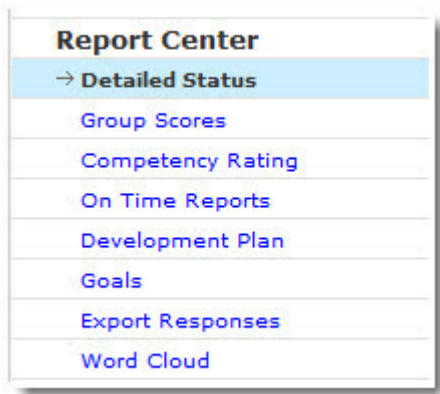 Report Center
→ Detailed Status
Group Scores
Competency Rating
On Time Reports
Development Plan
Goals
Export Responses
Word Cloud